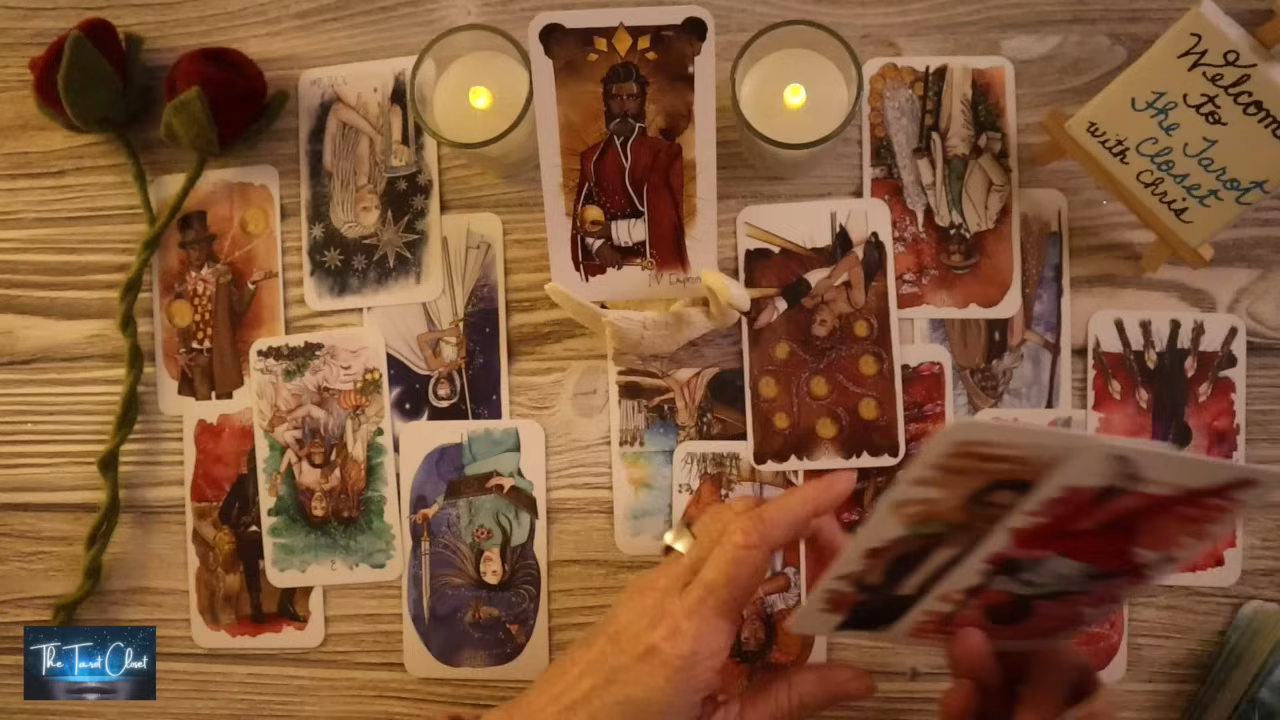 Welcome
to
The Tarot
Closet
with Chris
IV Emperor
The Tarot Closet